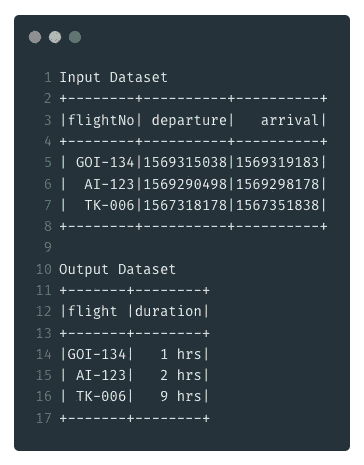 1 Input Dataset
2 +--------+----------+----------+
3 |flightNo| departure|   arrival|
4 +--------+----------+----------+
5 | GOI-134|1569315038|1569319183|
6 |  AI-123|1569290498|1569298178|
7 |  TK-006|1567318178|1567351838|
8 +--------+----------+----------+
9
10 Output Dataset
11 +-------+--------+
12 |flight |duration|
13 +-------+--------+
14 |GOI-134|   1 hrs|
15 | AI-123|   2 hrs|
16 | TK-006|   9 hrs|
17 +-------+--------+